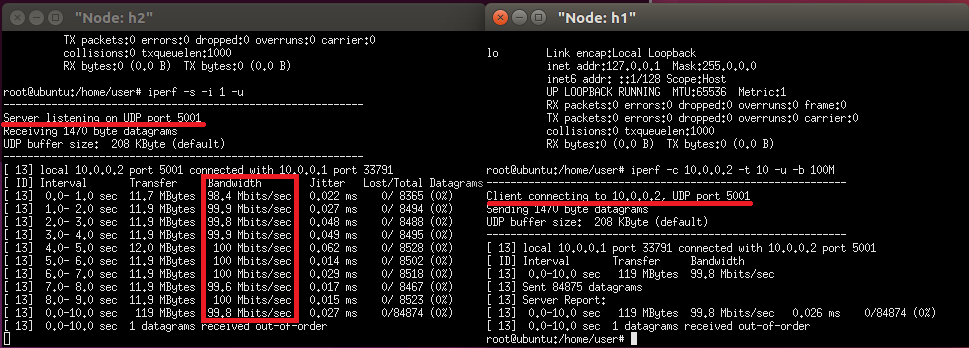 "Node: h2"
TX packets:0 errors:0 dropped:0 overruns:0 carrier:0
collisions:0 txqueuelen:1000
RX bytes:0 (0.0 B)  TX bytes:0 (0.0 B)
root@ubuntu:/home/user# iperf -s -i 1 -u
------------------------------------------------------------
Server listening on UDP port 5001
Receiving 1470 byte datagrams
UDP buffer size:  208 KByte (default)
------------------------------------------------------------
[ 13] local 10.0.0.2 port 5001 connected with 10.0.0.1 port 33791
[ ID] Interval       Transfer     Bandwidth        Jitter   Lost/Total Datagrams
[ 13]  0.0- 1.0 sec  11.7 MBytes  98.4 Mbits/sec   0.022 ms    0/ 8365 (0%)
[ 13]  1.0- 2.0 sec  11.9 MBytes  99.9 Mbits/sec   0.027 ms    0/ 8494 (0%)
[ 13]  2.0- 3.0 sec  11.9 MBytes  99.8 Mbits/sec   0.048 ms    0/ 8488 (0%)
[ 13]  3.0- 4.0 sec  11.9 MBytes  99.9 Mbits/sec   0.049 ms    0/ 8495 (0%)
[ 13]  4.0- 5.0 sec  12.0 MBytes   100 Mbits/sec   0.062 ms    0/ 8528 (0%)
[ 13]  5.0- 6.0 sec  11.9 MBytes   100 Mbits/sec   0.014 ms    0/ 8502 (0%)
[ 13]  6.0- 7.0 sec  11.9 MBytes   100 Mbits/sec   0.029 ms    0/ 8518 (0%)
[ 13]  7.0- 8.0 sec  11.9 MBytes  99.6 Mbits/sec   0.017 ms    0/ 8467 (0%)
[ 13]  8.0- 9.0 sec  11.9 MBytes   100 Mbits/sec   0.015 ms    0/ 8523 (0%)
[ 13]  0.0-10.0 sec   119 MBytes  99.8 Mbits/sec   0.027 ms    0/84874 (0%)
[ 13]  0.0-10.0 sec  1 datagrams received out-of-order
"Node: h1"
lo        Link encap:Local Loopback
inet addr:127.0.0.1  Mask:255.0.0.0
inet6 addr: ::1/128 Scope:Host
UP LOOPBACK RUNNING  MTU:65536  Metric:1
RX packets:0 errors:0 dropped:0 overruns:0 frame:0
TX packets:0 errors:0 dropped:0 overruns:0 carrier:0
collisions:0 txqueuelen:1000
RX bytes:0 (0.0 B)  TX bytes:0 (0.0 B)
root@ubuntu:/home/user# iperf -c 10.0.0.2 -t 10 -u -b 100M
------------------------------------------------------------
Client connecting to 10.0.0.2, UDP port 5001
Sending 1470 byte datagrams
UDP buffer size:  208 KByte (default)
------------------------------------------------------------
[ 13] local 10.0.0.1 port 33791 connected with 10.0.0.2 port 5001
[ ID] Interval       Transfer     Bandwidth
[ 13]  0.0-10.0 sec   119 MBytes  99.8 Mbits/sec
[ 13] Sent 84875 datagrams
[ 13] Server Report:
[ 13]  0.0-10.0 sec   119 MBytes  99.8 Mbits/sec   0.026 ms    0/84874 (0%)
[ 13]  0.0-10.0 sec  1 datagrams received out-of-order
root@ubuntu:/home/user#